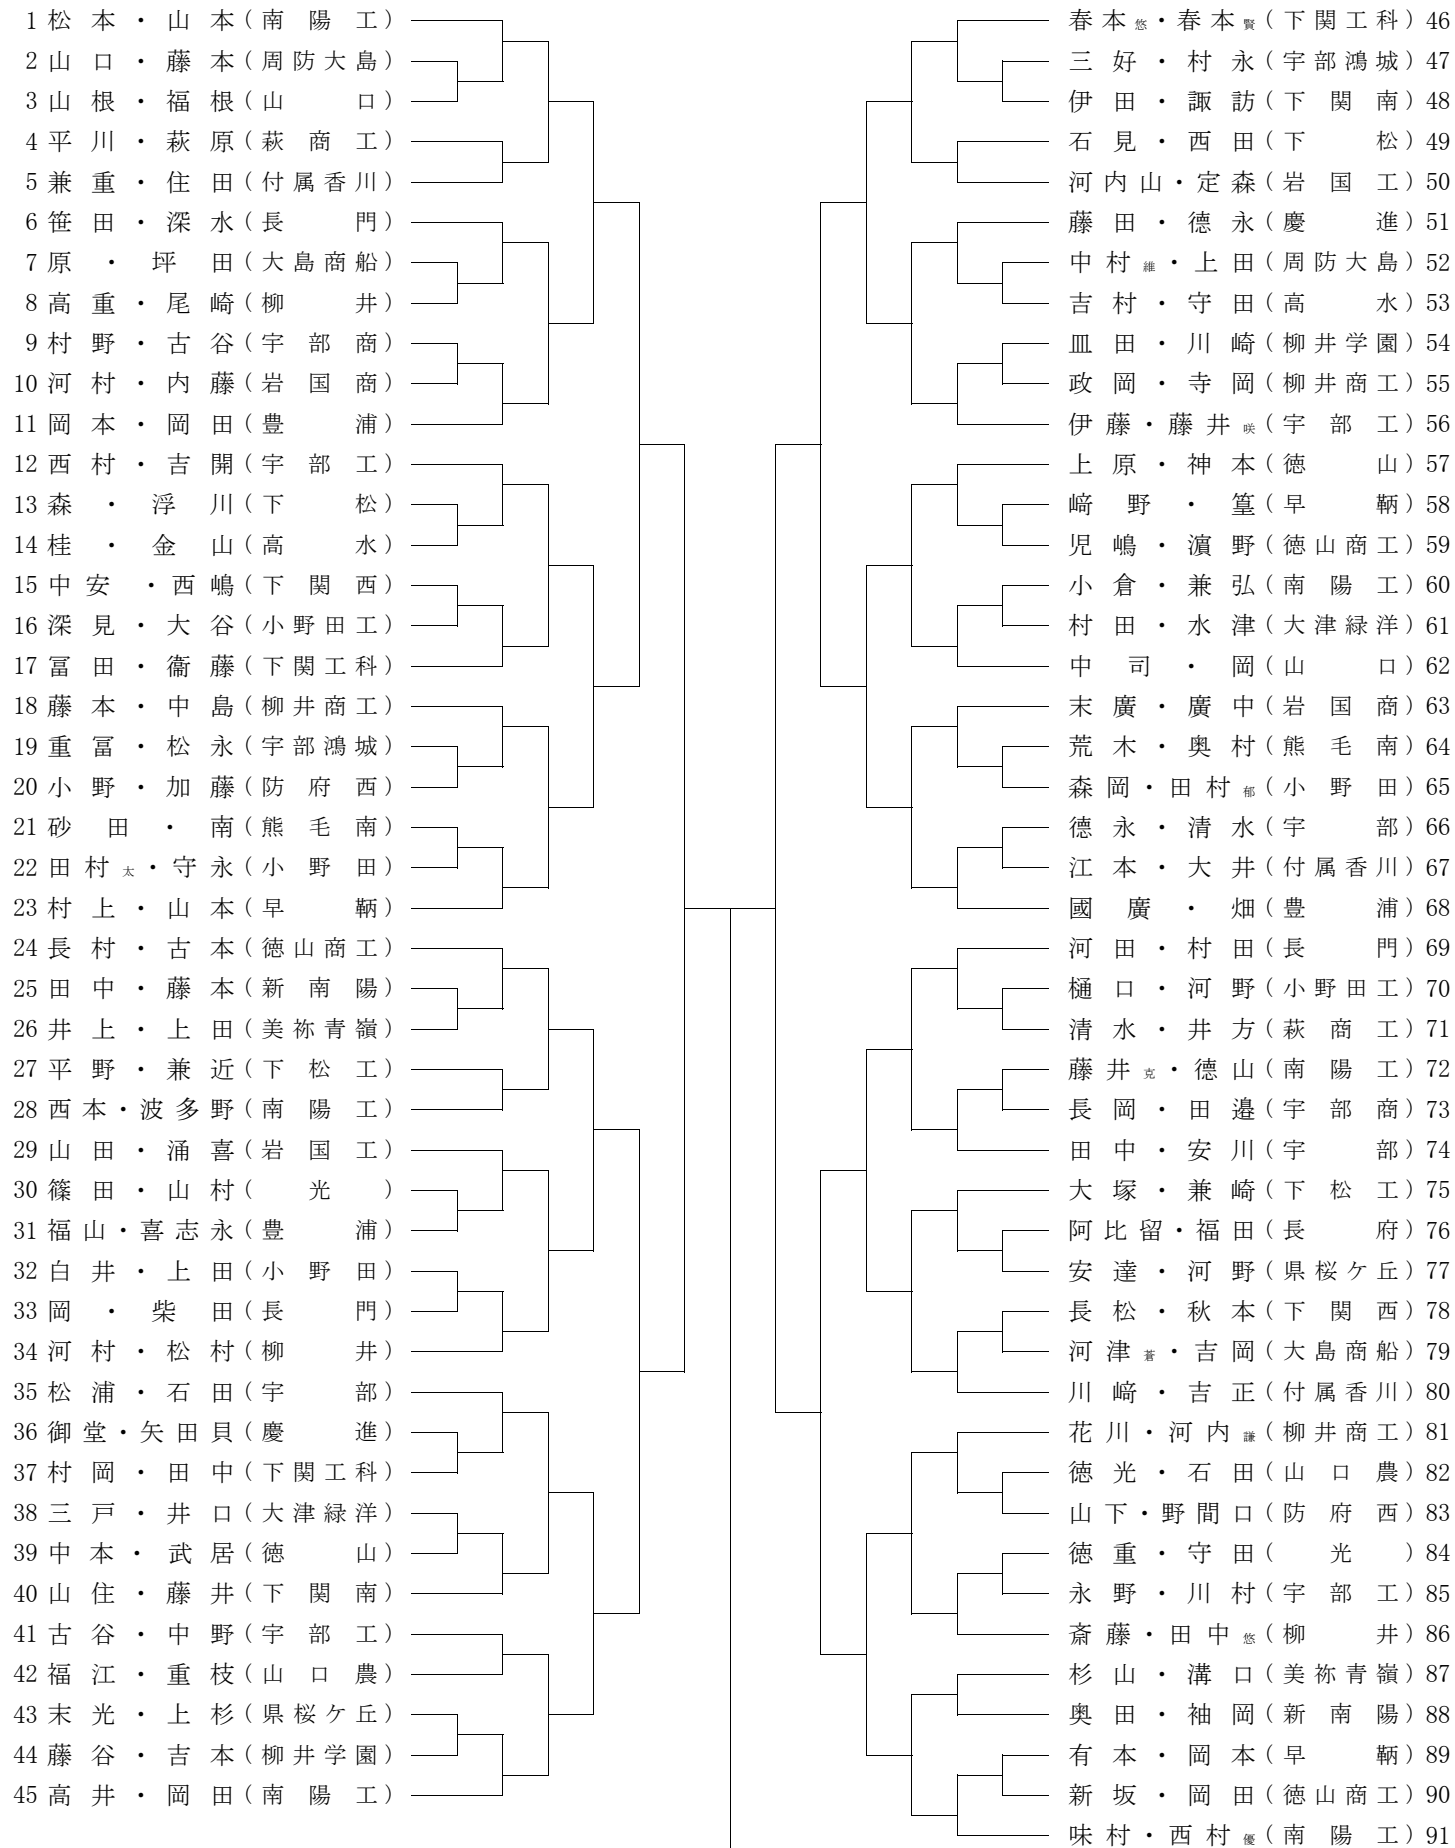 1 松本・山本（南陽工）
2 山口・藤本（周防大島）
3 山根・福根（山口）
4 平川・萩原（萩商工）
5 兼重・住田（付属香川）
6 笹田・深水（長門）
7 原・坪田（大島商船）
8 高重・尾崎（柳井）
9 村野・古谷（宇部商）
10 河村・内藤（岩国商）
11 岡本・岡田（豊浦）
12 西村・吉開（宇部工）
13 森・浮川（下松）
14 桂・金山（高水）
15 中安・西嶋（下関西）
16 深見・大谷（小野田工）
17 冨田・衞藤（下関工科）
18 藤本・中島（柳井商工）
19 重冨・松永（宇部鴻城）
20 小野・加藤（防府西）
21 砂田・南（熊毛南）
22 田村太・守永（小野田）
23 村上・山本（早鞆）
24 長村・古本（徳山商工）
25 田中・藤本（新南陽）
26 井上・上田（美祢青嶺）
27 平野・兼近（下松工）
28 西本・波多野（南陽工）
29 山田・涌喜（岩国工）
30 篠田・山村（光）
31 福山・喜志永（豊浦）
32 白井・上田（小野田）
33 岡・柴田（長門）
34 河村・松村（柳井）
35 松浦・石田（宇部）
36 御堂・矢田貝（慶進）
37 村岡・田中（下関工科）
38 三戸・井口（大津緑洋）
39 中本・武居（徳山）
40 山住・藤井（下関南）
41 古谷・中野（宇部工）
42 福江・重枝（山口農）
43 末光・上杉（県桜ケ丘）
44 藤谷・吉本（柳井学園）
45 高井・岡田（南陽工）
春本悠・春本賢（下関工科）46
三好・村永（宇部鴻城）47
伊田・諏訪（下関南）48
石見・西田（下松）49
河内山・定森（岩国工）50
藤田・德永（慶進）51
中村維・上田（周防大島）52
吉村・守田（高水）53
皿田・川崎（柳井学園）54
政岡・寺岡（柳井商工）55
伊藤・藤井咲（宇部工）56
上原・神本（徳山）57
﨑野・篁（早鞆）58
児嶋・濵野（徳山商工）59
小倉・兼弘（南陽工）60
村田・水津（大津緑洋）61
中司・岡（山口）62
末廣・廣中（岩国商）63
荒木・奥村（熊毛南）64
森岡・田村郁（小野田）65
德永・清水（宇部）66
江本・大井（付属香川）67
國廣・畑（豊浦）68
河田・村田（長門）69
樋口・河野（小野田工）70
清水・井方（萩商工）71
藤井克・德山（南陽工）72
長岡・田邉（宇部商）73
田中・安川（宇部）74
大塚・兼崎（下松工）75
阿比留・福田（長府）76
安達・河野（県桜ケ丘）77
長松・秋本（下関西）78
河津蒼・吉岡（大島商船）79
川﨑・吉正（付属香川）80
花川・河内謙（柳井商工）81
徳光・石田（山口農）82
山下・野間口（防府西）83
徳重・守田（光）84
永野・川村（宇部工）85
斎藤・田中悠（柳井）86
杉山・溝口（美祢青嶺）87
奥田・袖岡（新南陽）88
有本・岡本（早鞆）89
新坂・岡田（徳山商工）90
味村・西村優（南陽工）91